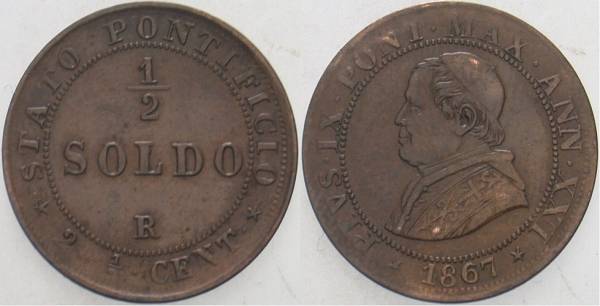 * STATO PONTIFICIO *
1/2
SOLDO
R
2 1/2 CENT.
PIVS·IX·PONT·MAX·ANN·XXI
* 1867 *